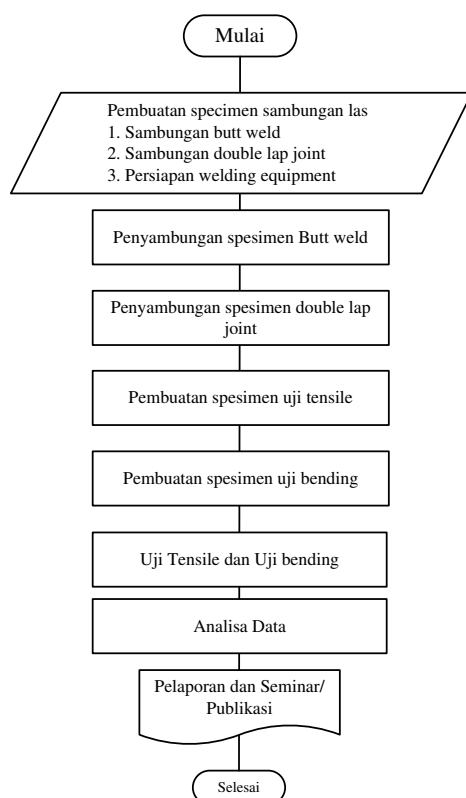 Mulai
Pembuatan specimen sambungan las
1. Sambungan butt weld
2. Sambungan double lap joint
3. Persiapan welding equipment
Penyambungan spesimen Butt weld
Penyambungan spesimen double lap
joint
Pembuatan spesimen uji tensile
Pembuatan spesimen uji bending
Uji Tensile dan Uji bending
Analisa Data
Pelaporan dan Seminar/
Publikasi
Selesai